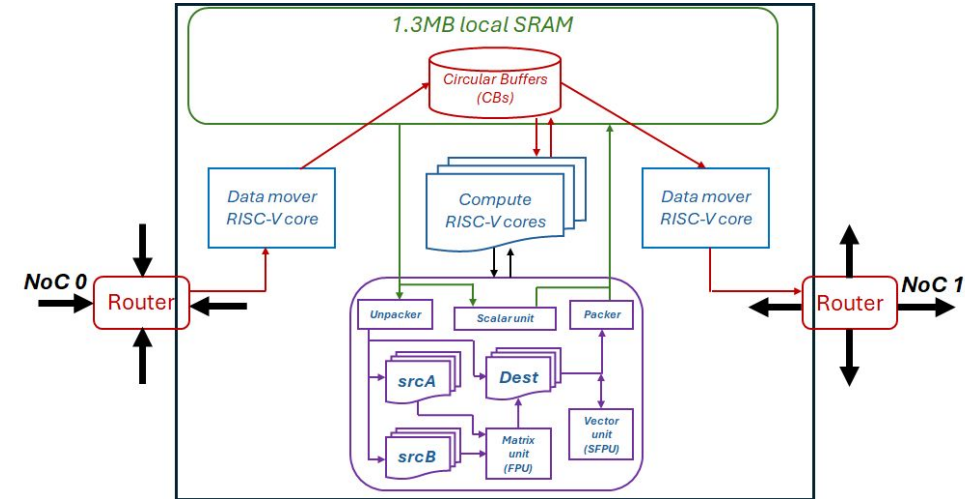 1.3MB local SRAM
Circular Buffers
(CBs)
Data mover
RISC-V core
Compute
RISC-V cores
Data mover
RISC-V core
NoC 0
Router
NoC 1
Router
Unpacker
Scalar unit
Packer
srcA
Dest
srcB
Matrix
unit
(FPU)
Vector
unit
(SFPU)